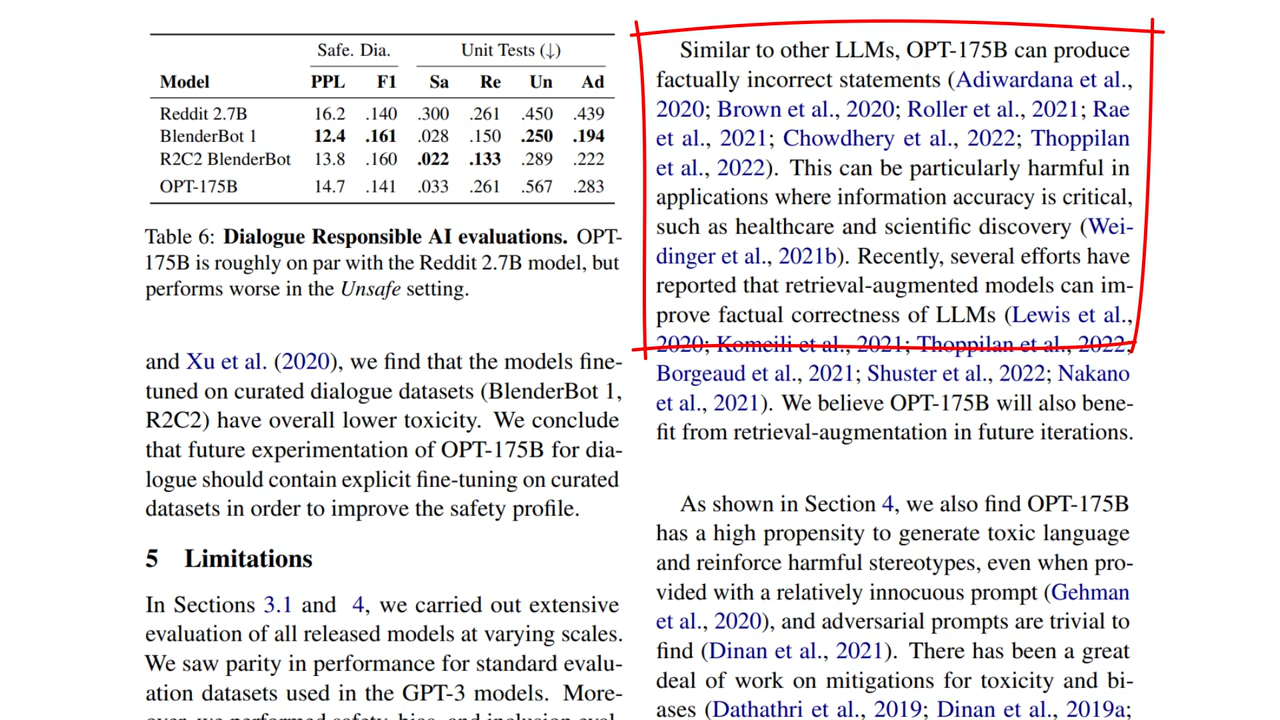 Safe. Dia. Unit Tests (↓)
Model PPL F1 Sa Re Un Ad
Reddit 2.7B 16.2 .140 .300 .261 .450 .439
BlenderBot 1 12.4 .161 .028 .150 .250 .194
R2C2 BlenderBot 13.8 .160 .022 .133 .289 .222
OPT-175B 14.7 .141 .033 .261 .567 .283
Table 6: Dialogue Responsible AI evaluations. OPT-
175B is roughly on par with the Reddit 2.7B model, but
performs worse in the Unsafe setting.
and Xu et al. (2020), we find that the models fine-
tuned on curated dialogue datasets (BlenderBot 1,
R2C2) have overall lower toxicity. We conclude
that future experimentation of OPT-175B for dia-
logue should contain explicit fine-tuning on curated
datasets in order to improve the safety profile.
5 Limitations
In Sections 3.1 and 4, we carried out extensive
evaluation of all released models at varying scales.
We saw parity in performance for standard evalu-
ation datasets used in the GPT-3 models. More-
over, we performed safety, bias, and inclusion eval-
Similar to other LLMs, OPT-175B can produce
factually incorrect statements (Adiwardana et al.,
2020; Brown et al., 2020; Roller et al., 2021; Rae
et al., 2021; Chowdhery et al., 2022; Thoppilan
et al., 2022). This can be particularly harmful in
applications where information accuracy is critical,
such as healthcare and scientific discovery (Wei-
dinger et al., 2021b). Recently, several efforts have
reported that retrieval-augmented models can im-
prove factual correctness of LLMs (Lewis et al.,
2020; Komeili et al., 2021; Thoppilan et al., 2022;
Borgeaud et al., 2021; Shuster et al., 2022; Nakano
et al., 2021). We believe OPT-175B will also bene-
fit from retrieval-augmentation in future iterations.
As shown in Section 4, we also find OPT-175B
has a high propensity to generate toxic language
and reinforce harmful stereotypes, even when pro-
vided with a relatively innocuous prompt (Gehman
et al., 2020), and adversarial prompts are trivial to
find (Dinan et al., 2021). There has been a great
deal of work on mitigations for toxicity and bi-
ases (Dathathri et al., 2019; Dinan et al., 2019a;